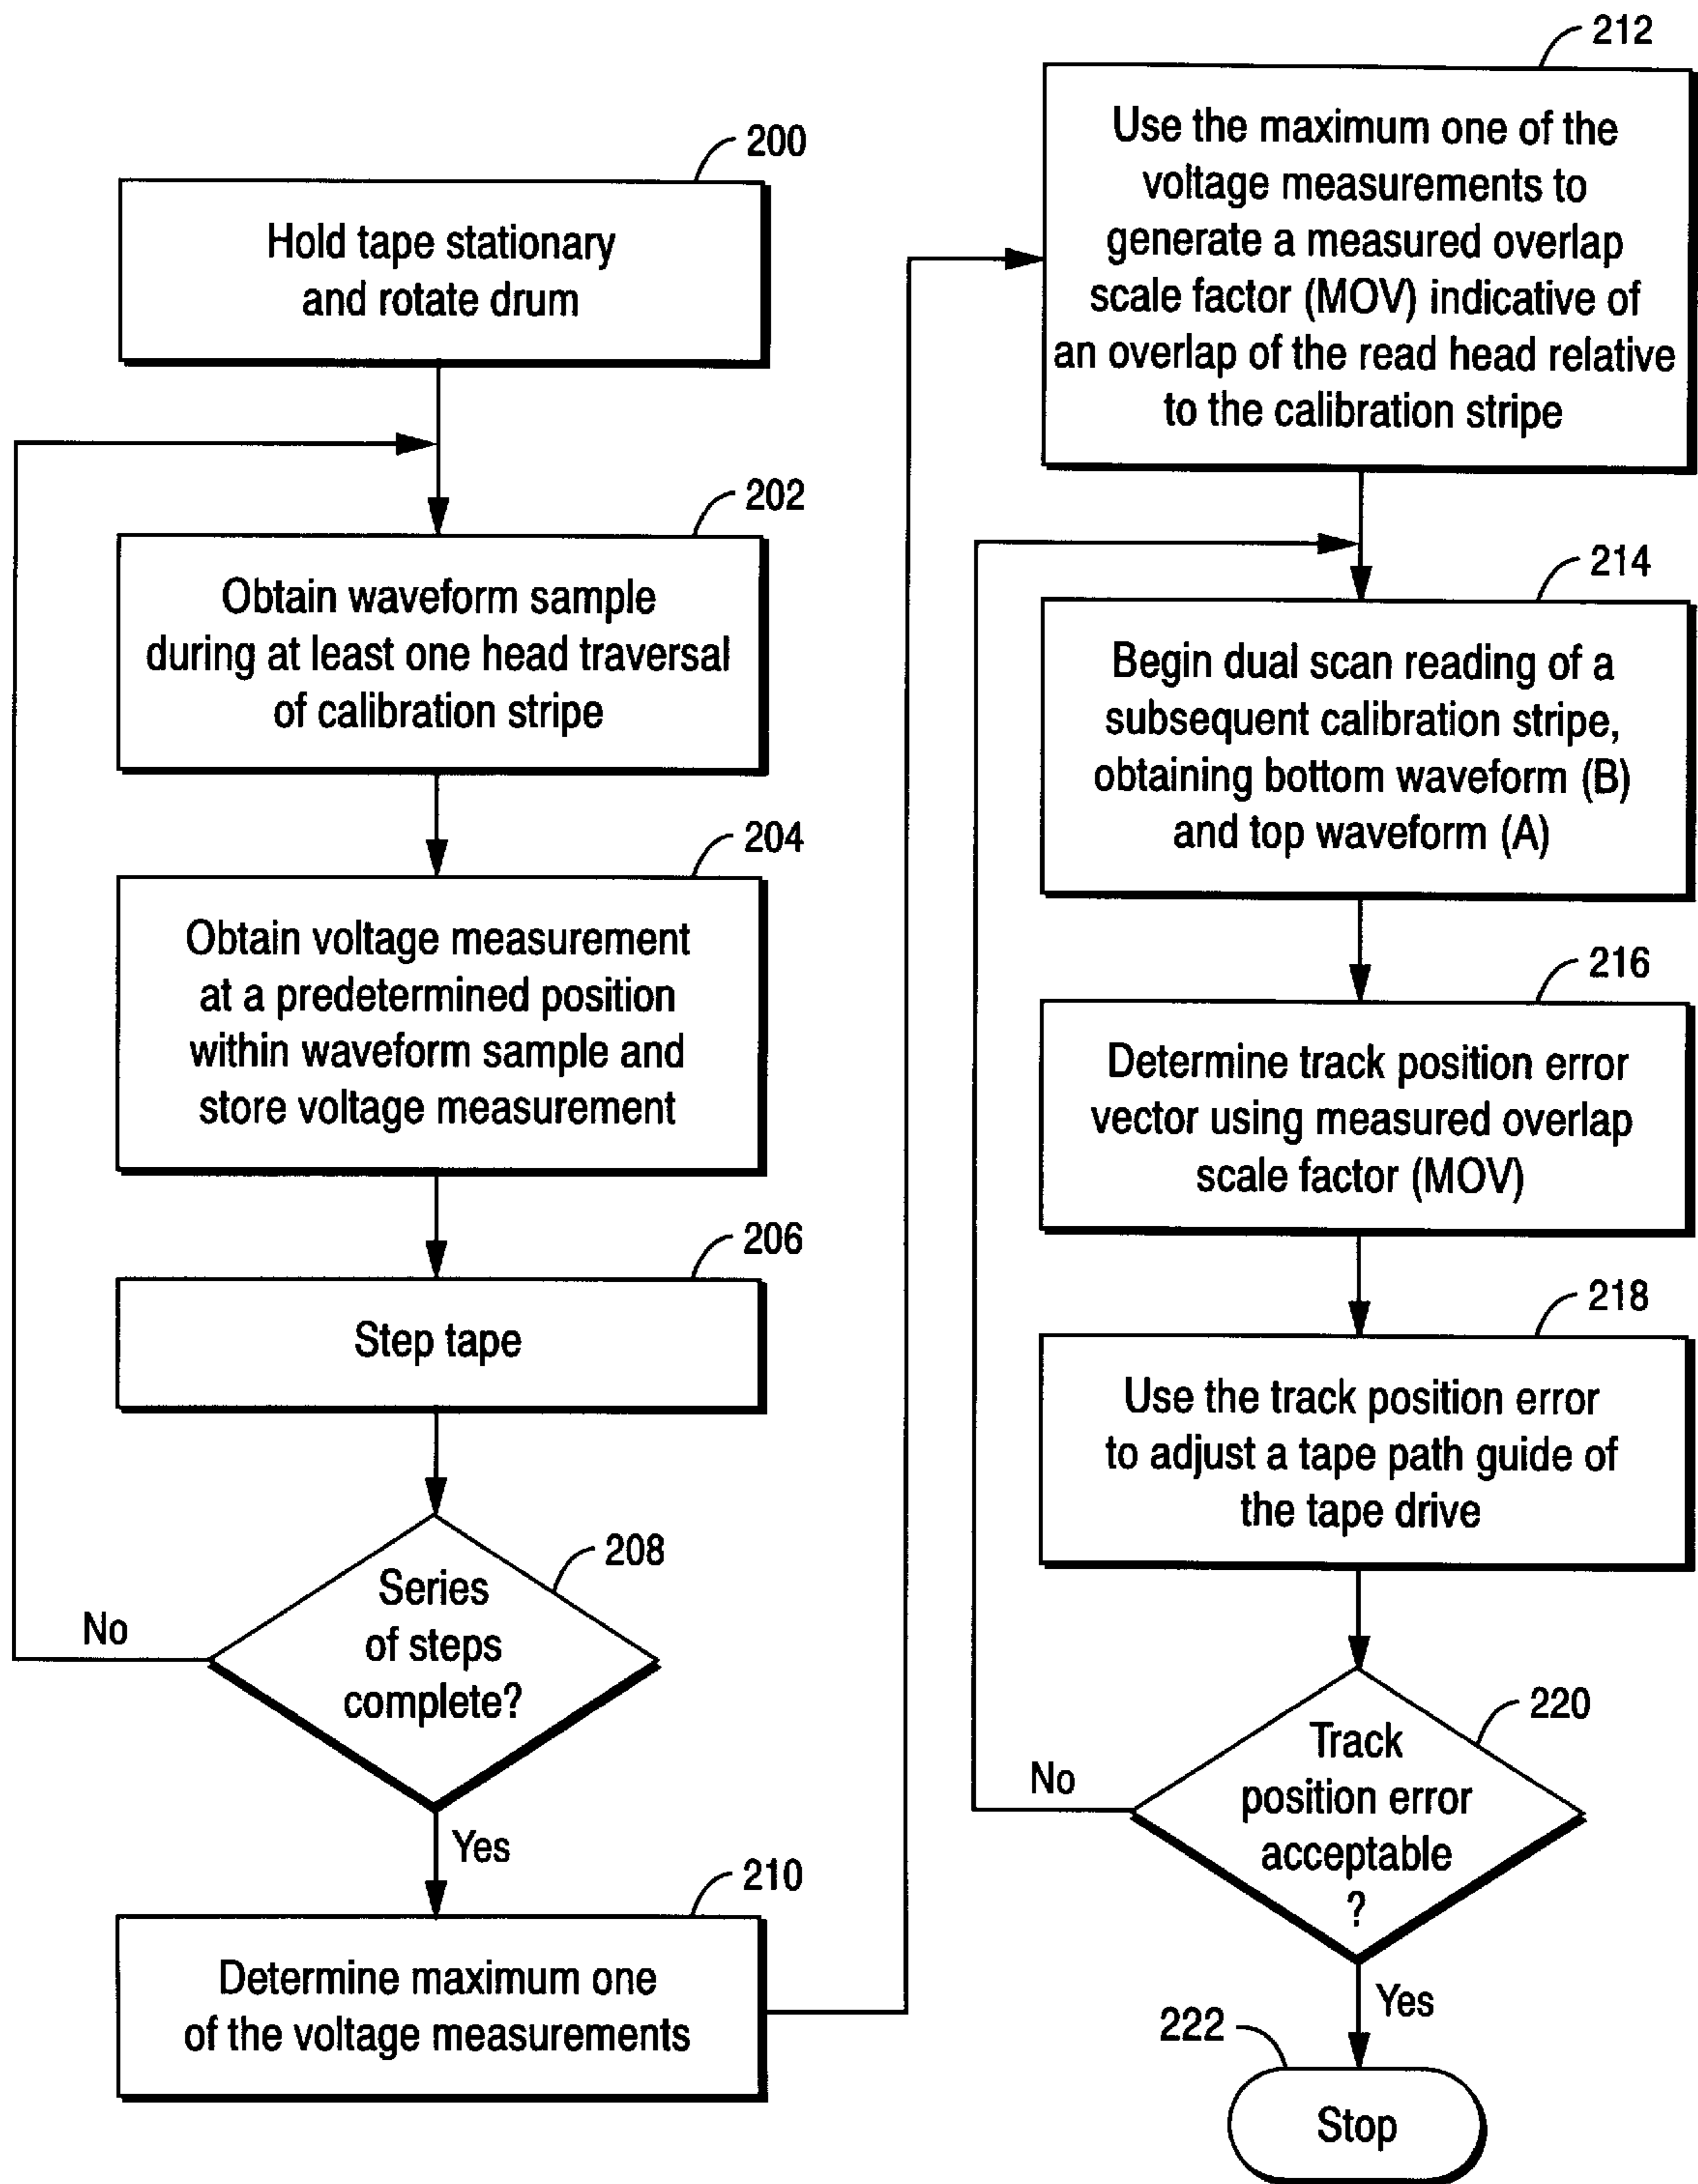 200
Hold tape stationary
and rotate drum
202
Obtain waveform sample
during at least one head traversal
of calibration stripe
204
Obtain voltage measurement
at a predetermined position
within waveform sample and
store voltage measurement
206
Step tape
208
Series
of steps
complete?
No
Yes
210
Determine maximum one
of the voltage measurements
212
Use the maximum one of the
voltage measurements to
generate a measured overlap
scale factor (MOV) indicative of
an overlap of the read head relative
to the calibration stripe
214
Begin dual scan reading of a
subsequent calibration stripe,
obtaining bottom waveform (B)
and top waveform (A)
216
Determine track position error
vector using measured overlap
scale factor (MOV)
218
Use the track position error
to adjust a tape path guide of
the tape drive
220
Track
position error
acceptable
?
No
Yes
222
Stop